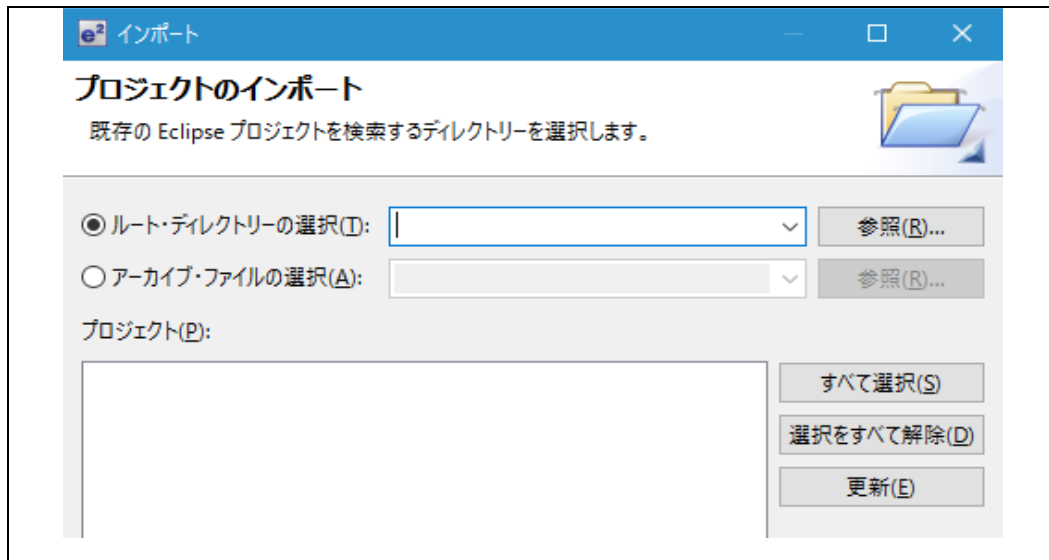 e² インポート
プロジェクトのインポート
既存の Eclipse プロジェクトを検索するディレクトリーを選択します。
ルート・ディレクトリーの選択(T): 参照(R)...
アーカイブ・ファイルの選択(A): 参照(R)...
プロジェクト(P):
すべて選択(S)
選択をすべて解除(D)
更新(E)